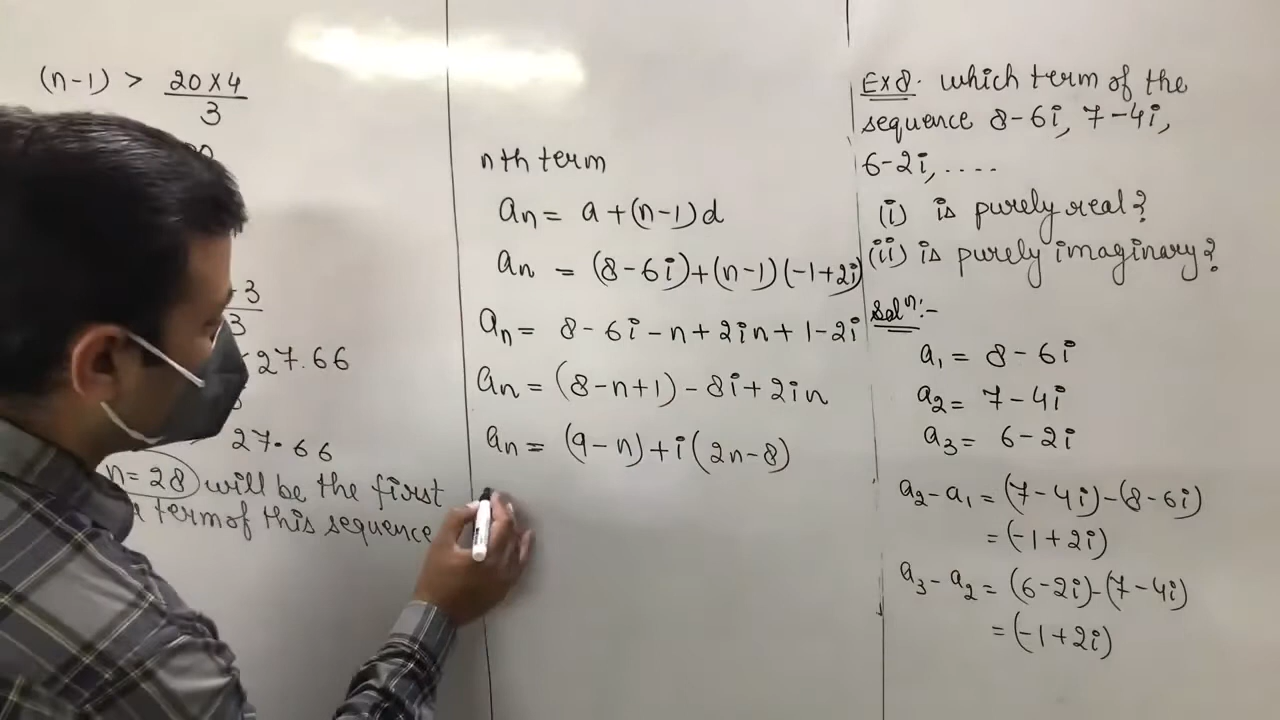 (n-1) > 20×4/3
-3/3
27.66
27.66
n=28 will be the first
term of this sequence
nth term
an = a+(n-1)d
an = (8-6i)+(n-1)(-1+2i)
an = 8-6i-n+2in+1-2i
an = (8-n+1)-8i+2in
an = (9-n)+i(2n-8)
Ex 8. which term of the
sequence 8-6i, 7-4i,
6-2i, ....
(i) is purely real?
(ii) is purely imaginary?
Solⁿ:-
a₁ = 8-6i
a₂ = 7-4i
a₃ = 6-2i
a₂-a₁ = (7-4i)-(8-6i)
= (-1+2i)
a₃-a₂ = (6-2i)-(7-4i)
= (-1+2i)